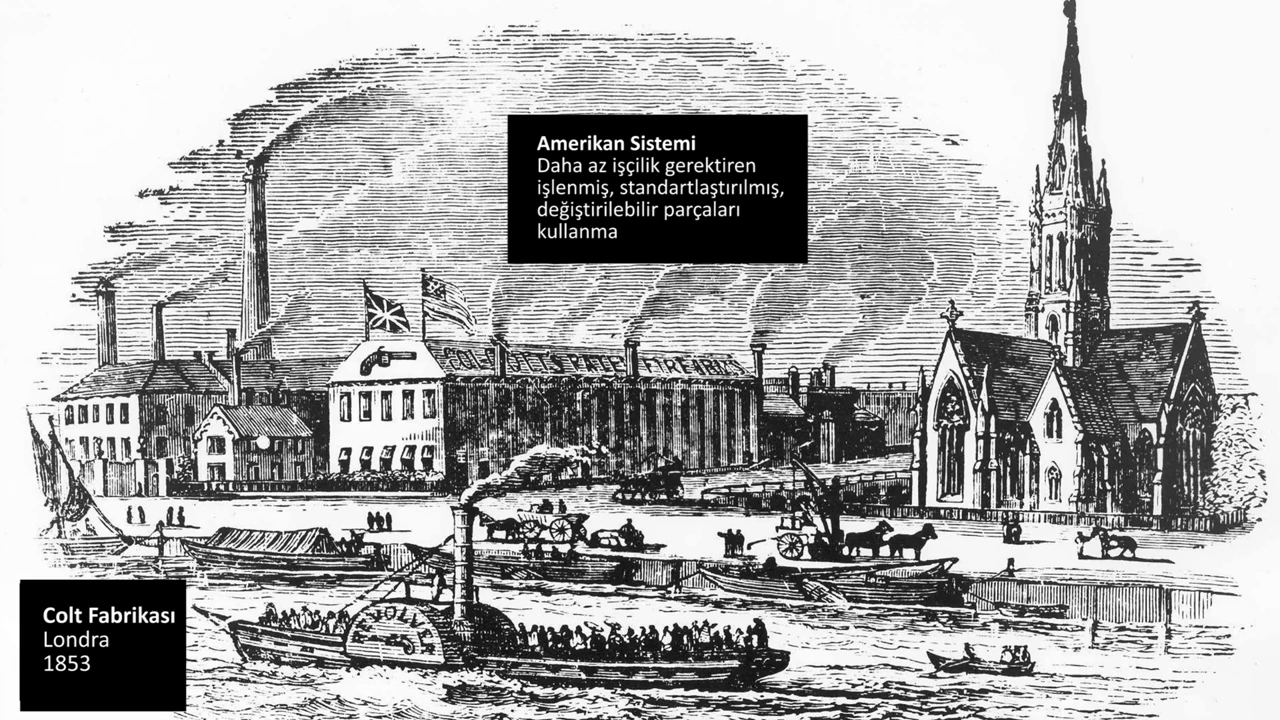 Amerikan Sistemi
Daha az işçilik gerektiren
işlenmiş, standartlaştırılmış,
değiştirilebilir parçaları
kullanma
Colt Fabrikası
Londra
1853